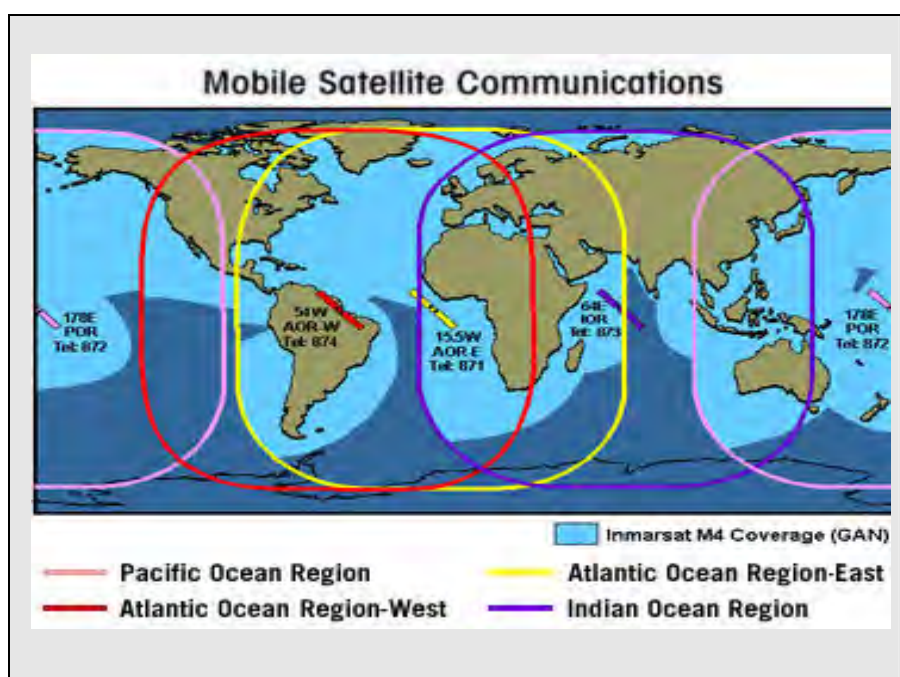 Mobile Satellite Communications
178E
POR
Tel: 872
54W
AOR-W
Tel: 874
15.5W
AOR-E
Tel: 871
64E
IOR
Tel: 873
178E
POR
Tel: 872
Inmarsat M4 Coverage (GAN)
Pacific Ocean Region
Atlantic Ocean Region-East
Atlantic Ocean Region-West
Indian Ocean Region